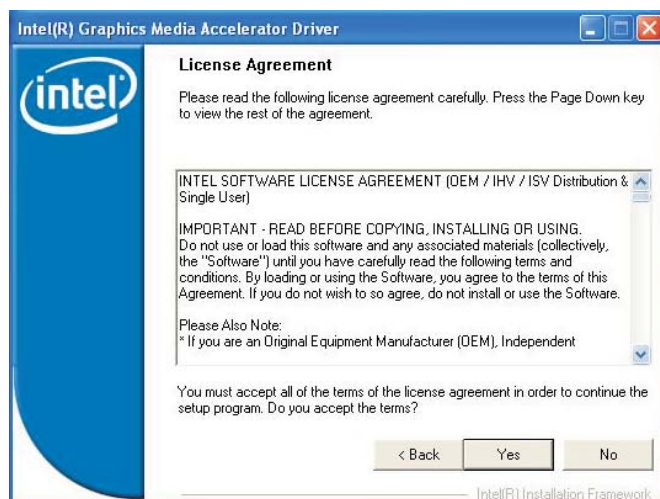 Intel(R) Graphics Media Accelerator Driver
intel
License Agreement
Please read the following license agreement carefully. Press the Page Down key
to view the rest of the agreement.
INTEL SOFTWARE LICENSE AGREEMENT (OEM / IHV / ISV Distribution &
Single User)
IMPORTANT - READ BEFORE COPYING, INSTALLING OR USING.
Do not use or load this software and any associated materials (collectively,
the "Software") until you have carefully read the following terms and
conditions. By loading or using the Software, you agree to the terms of this
Agreement. If you do not wish to so agree, do not install or use the Software.
Please Also Note:
* If you are an Original Equipment Manufacturer (OEM), Independent
You must accept all of the terms of the license agreement in order to continue the
setup program. Do you accept the terms?
< Back Yes No
Intel(R) Installation Framework